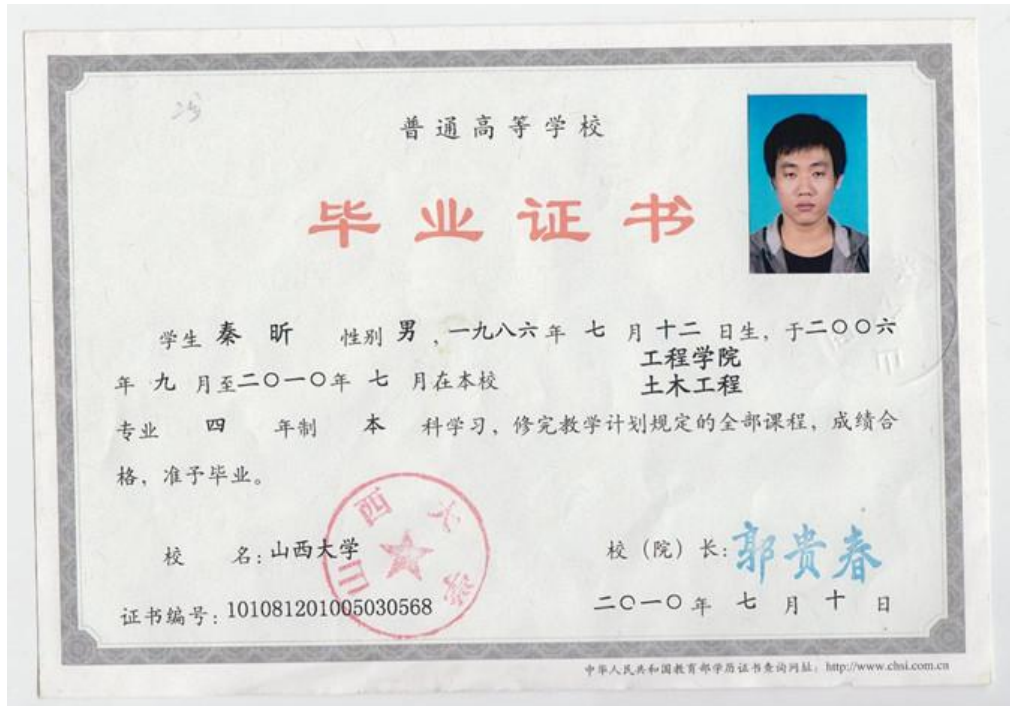 普通高等学校
毕业证书
学生 秦 昕 性别 男，一九八六年 七 月 十二 日生，于二〇〇六
工程学院
年 九 月至二〇一〇年 七 月在本校 土木工程
专业 四 年制 本 科学习，修完教学计划规定的全部课程，成绩合
格，准予毕业。
山西大学
校 名：山西大学
校（院）长：郭贵春
证书编号：101081201005030568
二〇一〇年 七 月 十 日
中华人民共和国教育部学历证书查询网址：http://www.chsi.com.cn